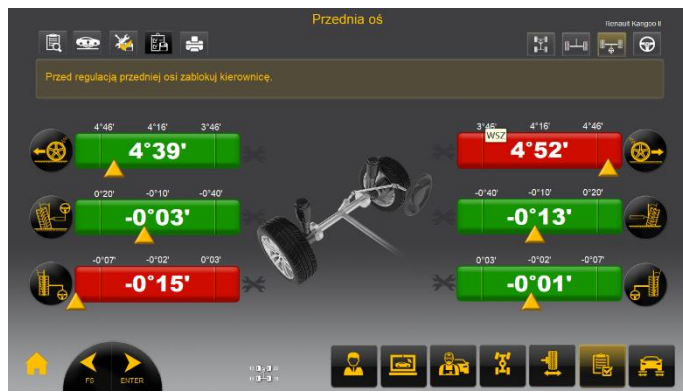 Przednia oś
Renault Kangoo II
Przed regulacją przedniej osi zablokuj kierownicę.
4°46' 4°16' 3°46'
4°39'
3°46' 4°16' 4°46'
WSZ
4°52'
0°20' -0°10' -0°40'
-0°03'
-0°40' -0°10' 0°20'
-0°13'
-0°07' -0°02' 0°03'
-0°15'
0°03' -0°02' -0°07'
-0°01'
F6 ENTER